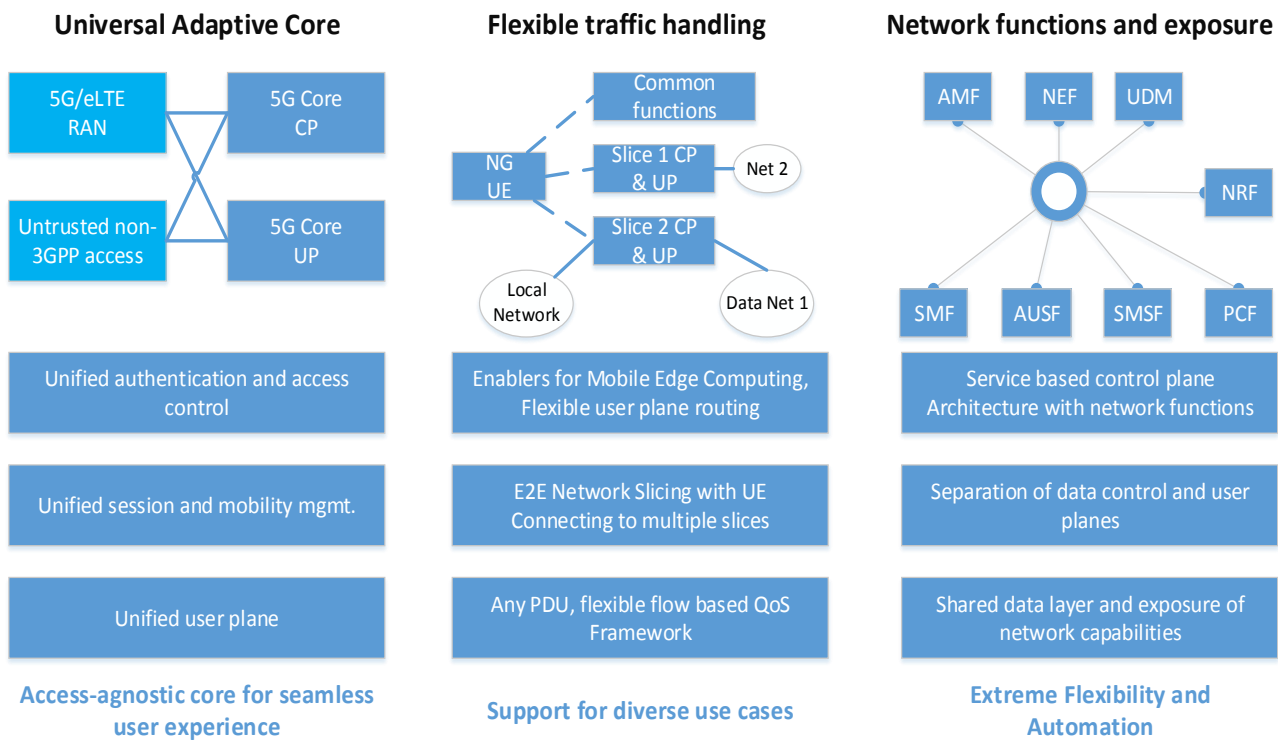 Universal Adaptive Core
5G/eLTE
RAN
5G Core
CP
Untrusted non-
3GPP access
5G Core
UP
Unified authentication and access
control
Unified session and mobility mgmt.
Unified user plane
Access-agnostic core for seamless
user experience
Flexible traffic handling
Common
functions
NG
UE
Slice 1 CP
& UP
Net 2
Slice 2 CP
& UP
Local
Network
Data Net 1
Enablers for Mobile Edge Computing,
Flexible user plane routing
E2E Network Slicing with UE
Connecting to multiple slices
Any PDU, flexible flow based QoS
Framework
Support for diverse use cases
Network functions and exposure
AMF
NEF
UDM
NRF
SMF
AUSF
SMSF
PCF
Service based control plane
Architecture with network functions
Separation of data control and user
planes
Shared data layer and exposure of
network capabilities
Extreme Flexibility and
Automation